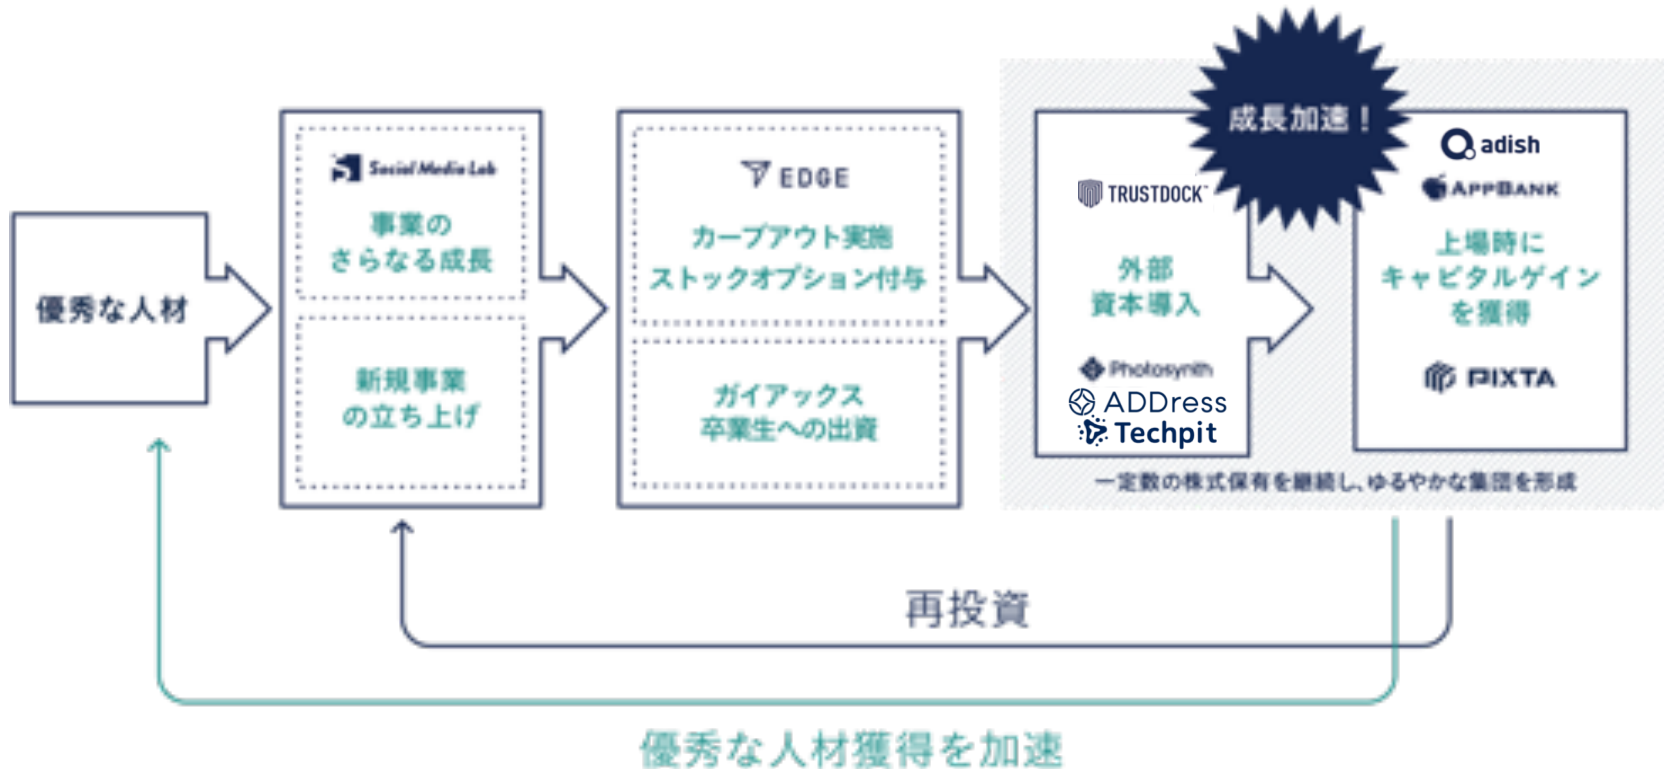 優秀な人材
Social Media Lab
事業の
さらなる成長
新規事業
の立ち上げ
EDGE
カーブアウト実施
ストックオプション付与
ガイアックス
卒業生への出資
成長加速！
TRUSTDOCK
外部
資本導入
Photosynth
ADDress
Techpit
adish
APPBANK
上場時に
キャピタルゲイン
を獲得
PIXTA
一定数の株式保有を継続し、ゆるやかな集団を形成
再投資
優秀な人材獲得を加速